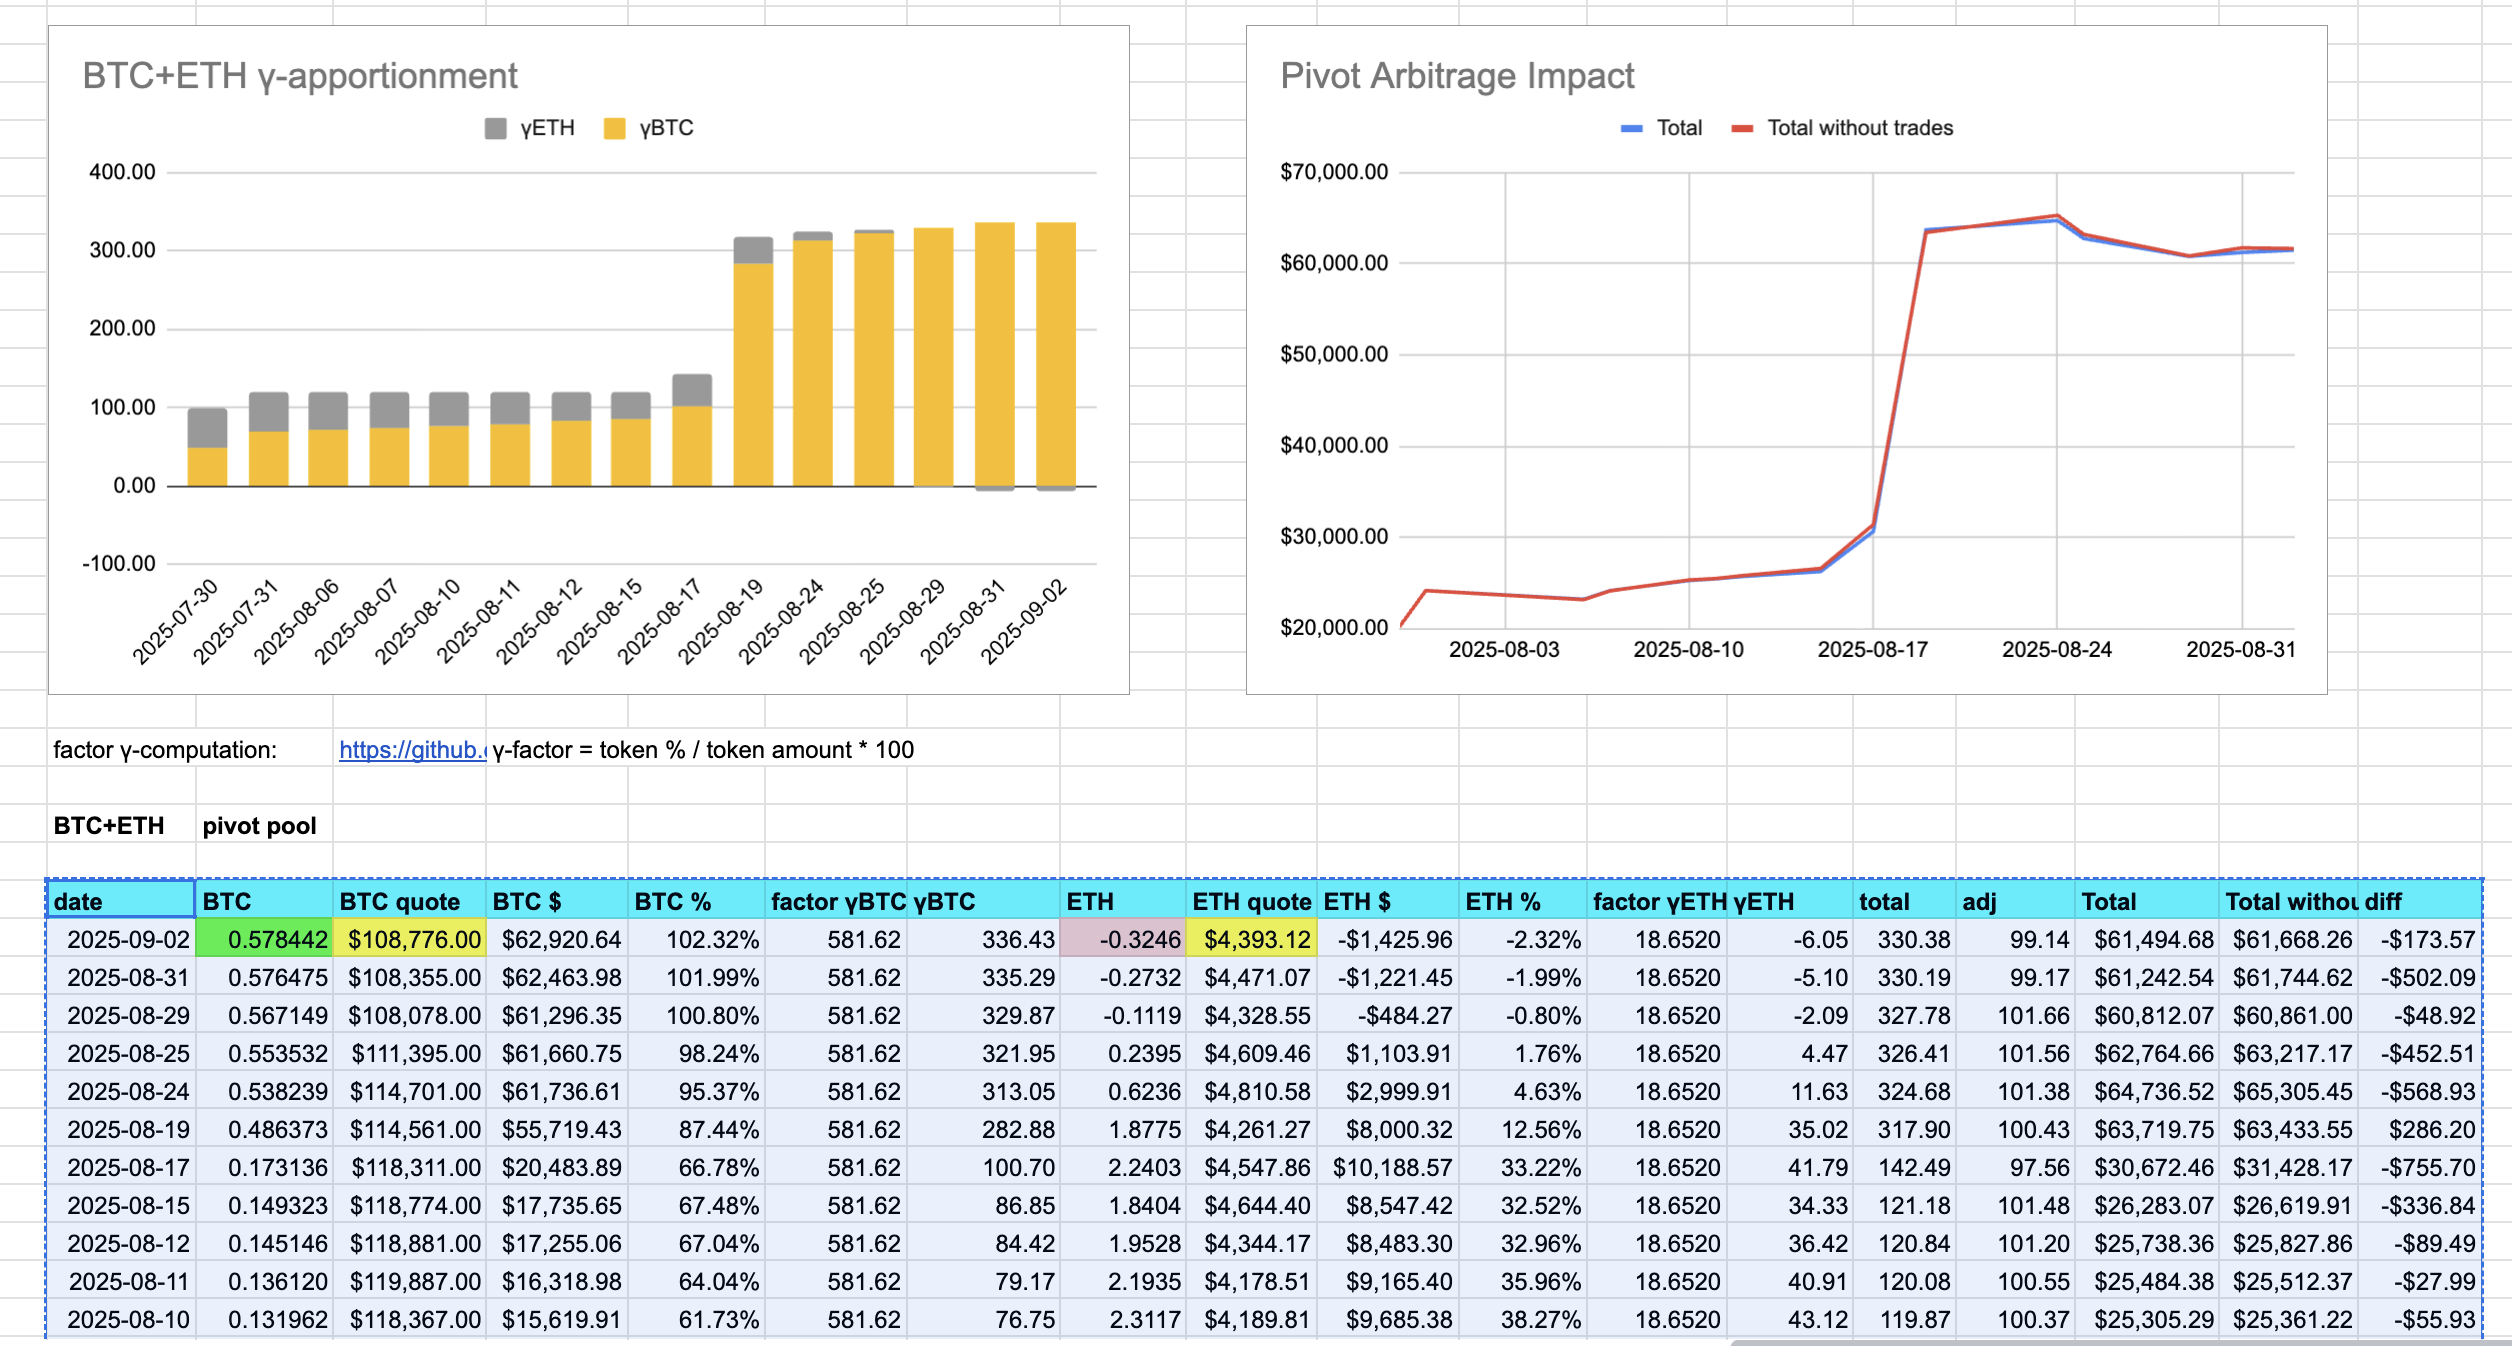 BTC+ETH γ-apportionment
γETH γBTC
400.00
300.00
200.00
100.00
0.00
-100.00
2025-07-30 2025-07-31 2025-08-06 2025-08-07 2025-08-10 2025-08-11 2025-08-12 2025-08-15 2025-08-17 2025-08-19 2025-08-24 2025-08-25 2025-08-29 2025-08-31 2025-09-02
Pivot Arbitrage Impact
Total Total without trades
$70,000.00
$60,000.00
$50,000.00
$40,000.00
$30,000.00
$20,000.00
2025-08-03 2025-08-10 2025-08-17 2025-08-24 2025-08-31
factor γ-computation: https://github. γ-factor = token % / token amount * 100
BTC+ETH pivot pool
date BTC BTC quote BTC $ BTC % factor γBTC γBTC ETH ETH quote ETH $ ETH % factor γETH γETH total adj Total Total withou diff
2025-09-02 0.578442 $108,776.00 $62,920.64 102.32% 581.62 336.43 -0.3246 $4,393.12 -$1,425.96 -2.32% 18.6520 -6.05 330.38 99.14 $61,494.68 $61,668.26 -$173.57
2025-08-31 0.576475 $108,355.00 $62,463.98 101.99% 581.62 335.29 -0.2732 $4,471.07 -$1,221.45 -1.99% 18.6520 -5.10 330.19 99.17 $61,242.54 $61,744.62 -$502.09
2025-08-29 0.567149 $108,078.00 $61,296.35 100.80% 581.62 329.87 -0.1119 $4,328.55 -$484.27 -0.80% 18.6520 -2.09 327.78 101.66 $60,812.07 $60,861.00 -$48.92
2025-08-25 0.553532 $111,395.00 $61,660.75 98.24% 581.62 321.95 0.2395 $4,609.46 $1,103.91 1.76% 18.6520 4.47 326.41 101.56 $62,764.66 $63,217.17 -$452.51
2025-08-24 0.538239 $114,701.00 $61,736.61 95.37% 581.62 313.05 0.6236 $4,810.58 $2,999.91 4.63% 18.6520 11.63 324.68 101.38 $64,736.52 $65,305.45 -$568.93
2025-08-19 0.486373 $114,561.00 $55,719.43 87.44% 581.62 282.88 1.8775 $4,261.27 $8,000.32 12.56% 18.6520 35.02 317.90 100.43 $63,719.75 $63,433.55 $286.20
2025-08-17 0.173136 $118,311.00 $20,483.89 66.78% 581.62 100.70 2.2403 $4,547.86 $10,188.57 33.22% 18.6520 41.79 142.49 97.56 $30,672.46 $31,428.17 -$755.70
2025-08-15 0.149323 $118,774.00 $17,735.65 67.48% 581.62 86.85 1.8404 $4,644.40 $8,547.42 32.52% 18.6520 34.33 121.18 101.48 $26,283.07 $26,619.91 -$336.84
2025-08-12 0.145146 $118,881.00 $17,255.06 67.04% 581.62 84.42 1.9528 $4,344.17 $8,483.30 32.96% 18.6520 36.42 120.84 101.20 $25,738.36 $25,827.86 -$89.49
2025-08-11 0.136120 $119,887.00 $16,318.98 64.04% 581.62 79.17 2.1935 $4,178.51 $9,165.40 35.96% 18.6520 40.91 120.08 100.55 $25,484.38 $25,512.37 -$27.99
2025-08-10 0.131962 $118,367.00 $15,619.91 61.73% 581.62 76.75 2.3117 $4,189.81 $9,685.38 38.27% 18.6520 43.12 119.87 100.37 $25,305.29 $25,361.22 -$55.93